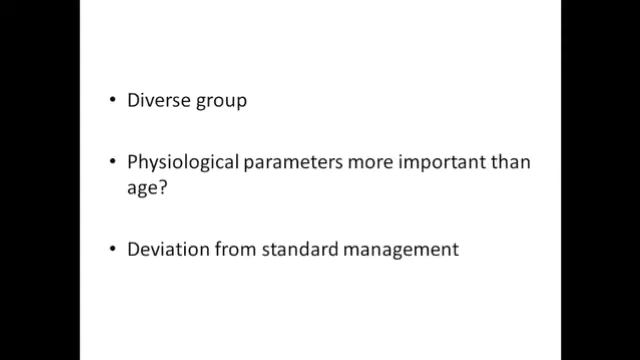 • Diverse group
• Physiological parameters more important than
age?
• Deviation from standard management